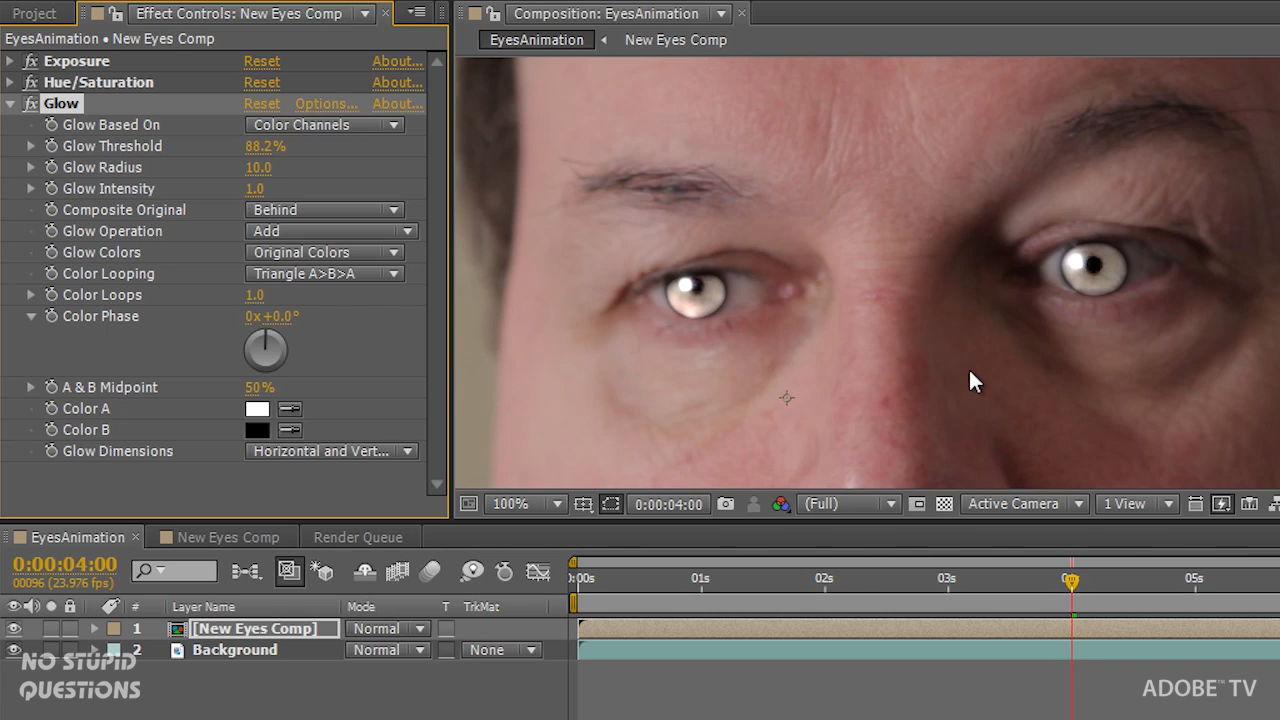 Project
Effect Controls: New Eyes Comp
Composition: EyesAnimation
EyesAnimation • New Eyes Comp
EyesAnimation
New Eyes Comp
fx Exposure Reset About...
fx Hue/Saturation Reset About...
fx Glow Reset Options... About...
Glow Based On Color Channels
Glow Threshold 88.2%
Glow Radius 10.0
Glow Intensity 1.0
Composite Original Behind
Glow Operation Add
Glow Colors Original Colors
Color Looping Triangle A>B>A
Color Loops 1.0
Color Phase 0x+0.0°
A & B Midpoint 50%
Color A
Color B
Glow Dimensions Horizontal and Vert...
100% 0:00:04:00 (Full) Active Camera 1 View
EyesAnimation New Eyes Comp Render Queue
0:00:04:00
00096 (23.976 fps)
:00s 01s 02s 03s 05s
# Layer Name Mode T TrkMat
1 [New Eyes Comp] Normal
2 Background Normal None
NO STUPID
QUESTIONS
ADOBE™ TV